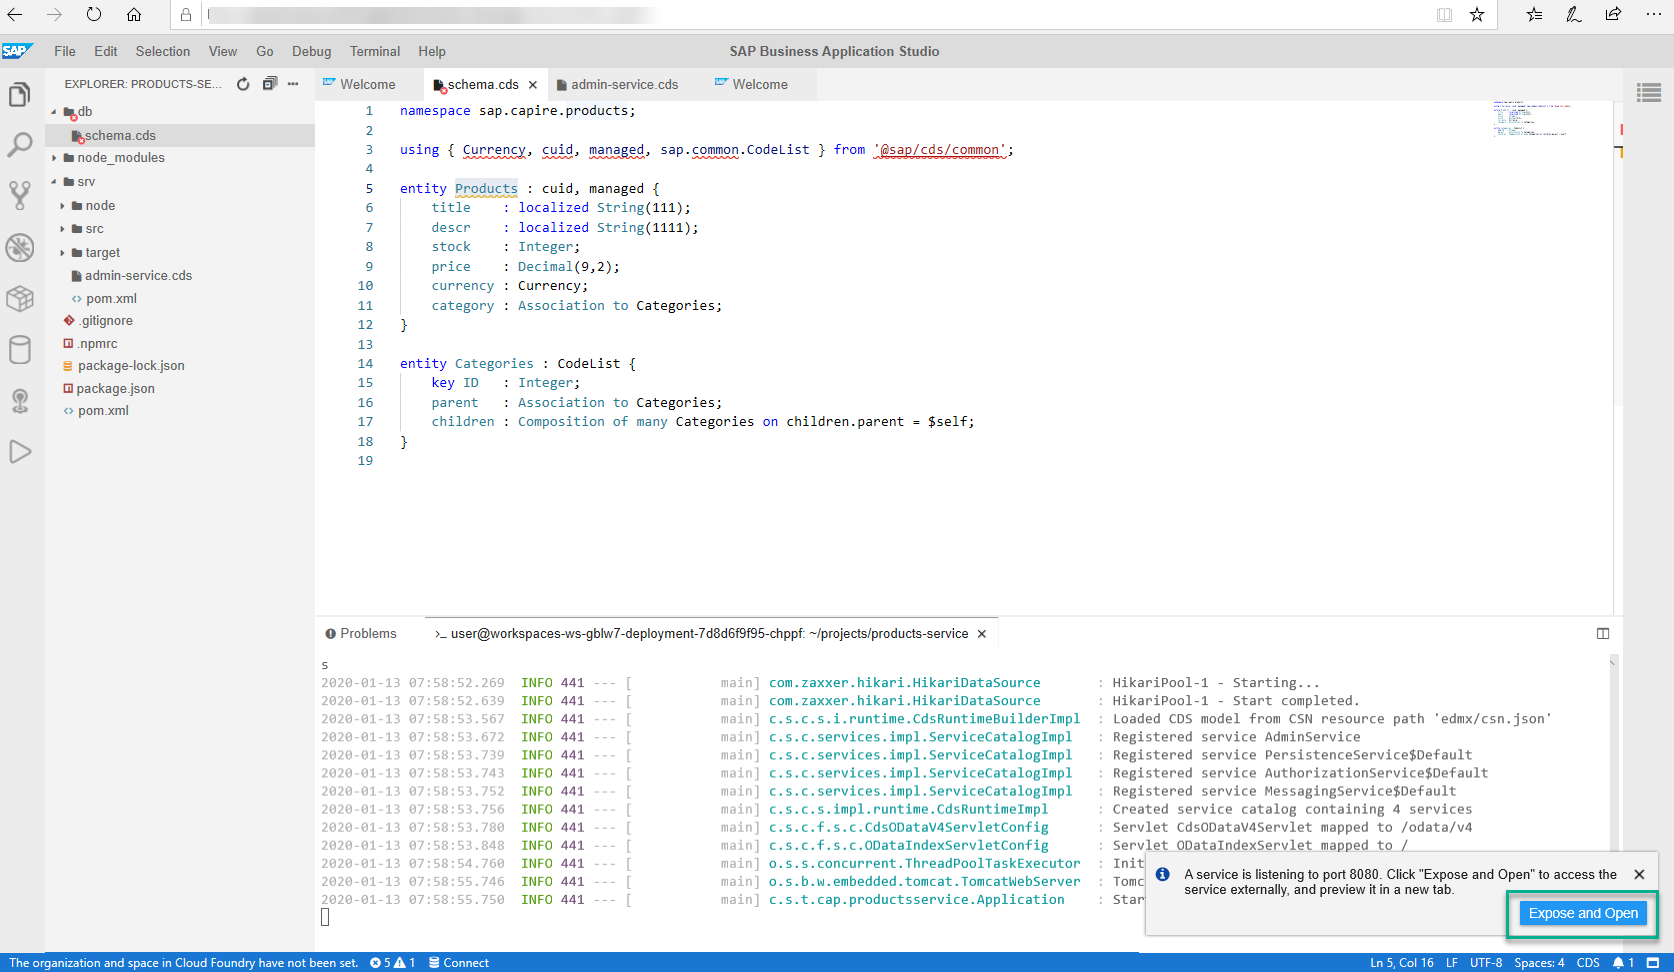 SAP File Edit Selection View Go Debug Terminal Help SAP Business Application Studio
EXPLORER: PRODUCTS-SE...
Welcome schema.cds admin-service.cds Welcome
db
schema.cds
node_modules
srv
node
src
target
admin-service.cds
pom.xml
.gitignore
.npmrc
package-lock.json
package.json
pom.xml
1 namespace sap.capire.products;
2
3 using { Currency, cuid, managed, sap.common.CodeList } from '@sap/cds/common';
4
5 entity Products : cuid, managed {
6 title : localized String(111);
7 descr : localized String(1111);
8 stock : Integer;
9 price : Decimal(9,2);
10 currency : Currency;
11 category : Association to Categories;
12 }
13
14 entity Categories : CodeList {
15 key ID : Integer;
16 parent : Association to Categories;
17 children : Composition of many Categories on children.parent = $self;
18 }
19
Problems >_ user@workspaces-ws-gblw7-deployment-7d8d6f9f95-chppf: ~/projects/products-service
s
2020-01-13 07:58:52.269 INFO 441 --- [ main] com.zaxxer.hikari.HikariDataSource : HikariPool-1 - Starting...
2020-01-13 07:58:52.639 INFO 441 --- [ main] com.zaxxer.hikari.HikariDataSource : HikariPool-1 - Start completed.
2020-01-13 07:58:53.567 INFO 441 --- [ main] c.s.c.s.i.runtime.CdsRuntimeBuilderImpl : Loaded CDS model from CSN resource path 'edmx/csn.json'
2020-01-13 07:58:53.672 INFO 441 --- [ main] c.s.c.services.impl.ServiceCatalogImpl : Registered service AdminService
2020-01-13 07:58:53.739 INFO 441 --- [ main] c.s.c.services.impl.ServiceCatalogImpl : Registered service PersistenceService$Default
2020-01-13 07:58:53.743 INFO 441 --- [ main] c.s.c.services.impl.ServiceCatalogImpl : Registered service AuthorizationService$Default
2020-01-13 07:58:53.752 INFO 441 --- [ main] c.s.c.services.impl.ServiceCatalogImpl : Registered service MessagingService$Default
2020-01-13 07:58:53.756 INFO 441 --- [ main] c.s.c.s.impl.runtime.CdsRuntimeImpl : Created service catalog containing 4 services
2020-01-13 07:58:53.780 INFO 441 --- [ main] c.s.c.f.s.c.CdsODataV4ServletConfig : Servlet CdsODataV4Servlet mapped to /odata/v4
2020-01-13 07:58:53.848 INFO 441 --- [ main] c.s.c.f.s.c.ODataIndexServletConfig : Servlet ODataIndexServlet mapped to /
2020-01-13 07:58:54.760 INFO 441 --- [ main] o.s.s.concurrent.ThreadPoolTaskExecutor : Init
2020-01-13 07:58:55.746 INFO 441 --- [ main] o.s.b.w.embedded.tomcat.TomcatWebServer : Tomc
2020-01-13 07:58:55.750 INFO 441 --- [ main] c.s.t.cap.productsservice.Application : Star
A service is listening to port 8080. Click "Expose and Open" to access the
service externally, and preview it in a new tab.
Expose and Open
The organization and space in Cloud Foundry have not been set. 5 1 Connect Ln 5, Col 16 LF UTF-8 Spaces: 4 CDS 1